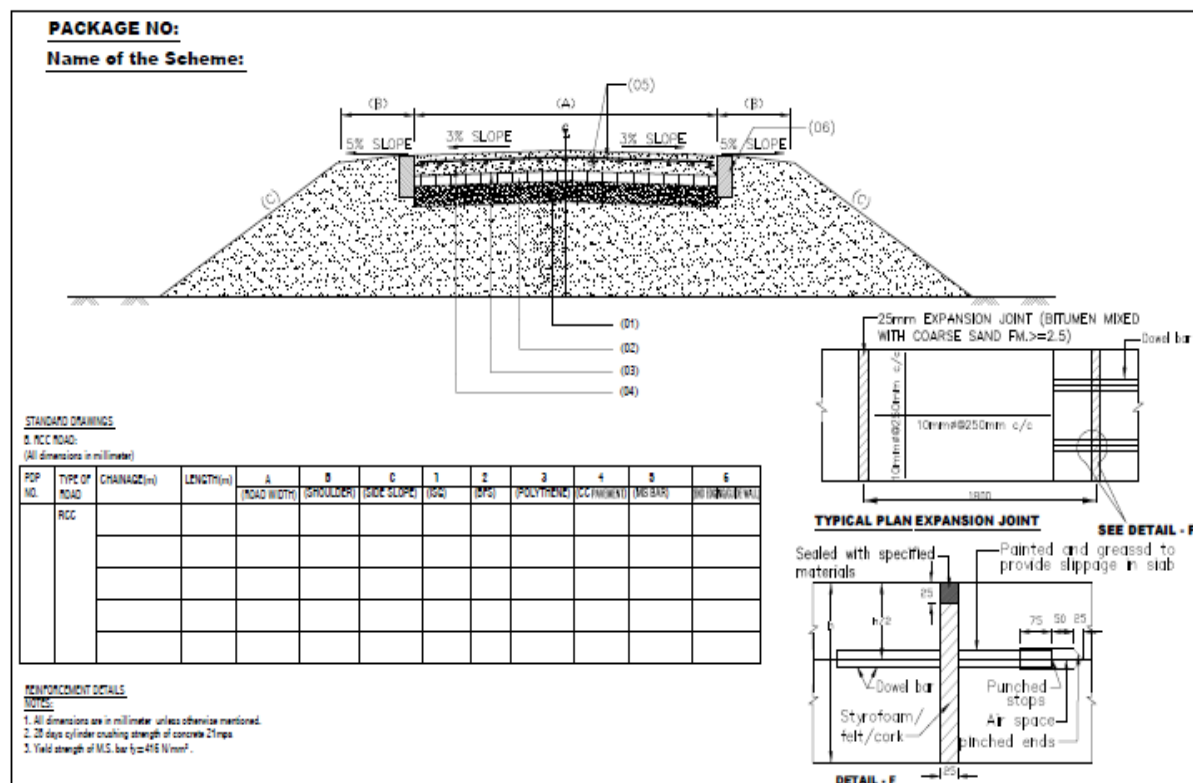 PACKAGE NO:
Name of the Scheme:
(05)
(B)
(A)
(B)
(06)
5% SLOPE
3% SLOPE
3% SLOPE
5% SLOPE
(C)
(C)
(01)
(02)
(03)
(04)
25mm EXPANSION JOINT (BITUMEN MIXED
WITH COARSE SAND FM.>=2.5)
Dowel bar
10mmø@250mm c/c
10mmø@250mm c/c
1800
TYPICAL PLAN EXPANSION JOINT
SEE DETAIL - F
STANDARD DRAWINGS
B. RCC ROAD:
(All dimensions in millimeter)
PDP NO.
TYPE OF ROAD
CHAINAGE(m)
LENGTH(m)
A (ROAD WIDTH)
B (SHOULDER)
C (SIDE SLOPE)
1 (ISG)
2 (BFS)
3 (POLYTHENE)
4 (CC PAVEMENT)
5 (MS BAR)
6
RCC
Sealed with specified
materials
Painted and greassd to
provide slippage in slab
25
h
h/2
75 50 25
Dowel bar
Punched
stops
Styrofoam/
felt/cork
Air space
pinched ends
25
DETAIL - F
REINFORCEMENT DETAILS
NOTES:
1. All dimensions are in millimeter unless otherwise mentioned.
2. 28 days cylinder crushing strength of concrete 21mpa
3. Yield strength of M.S. bar fy=415 N/mm².